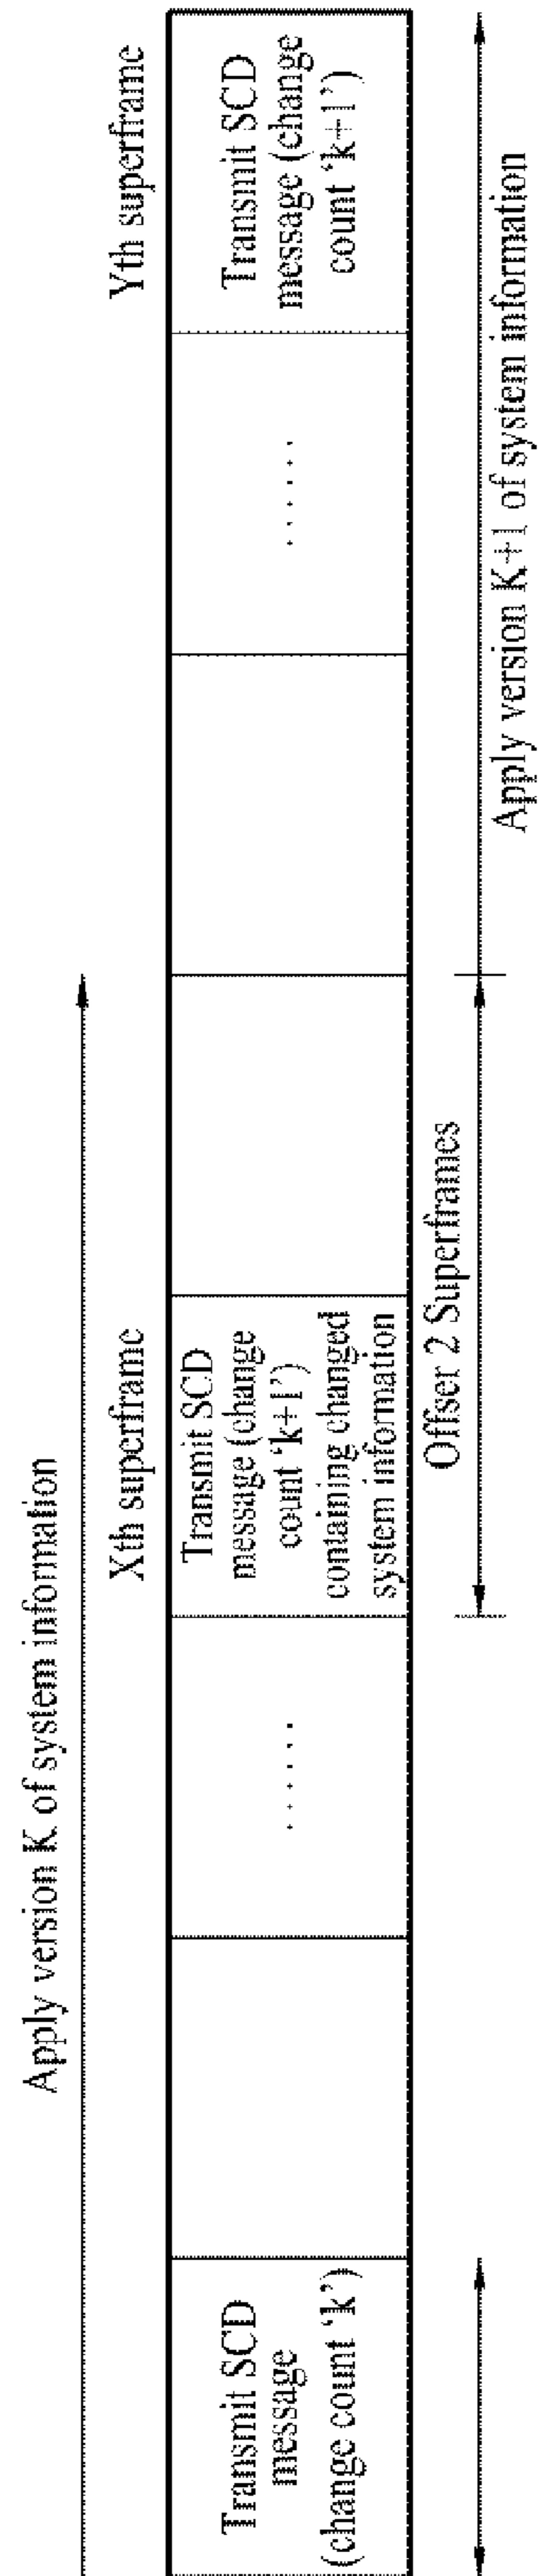 Apply version K of system information
Xth superframe
Yth superframe
Transmit SCD
message
(change count ‘k’)
......
Transmit SCD
message (change
count ‘k+1’)
containing changed
system information
......
Transmit SCD
message (change
count ‘k+1’)
Offser 2 Superframes
Apply version K+1 of system information